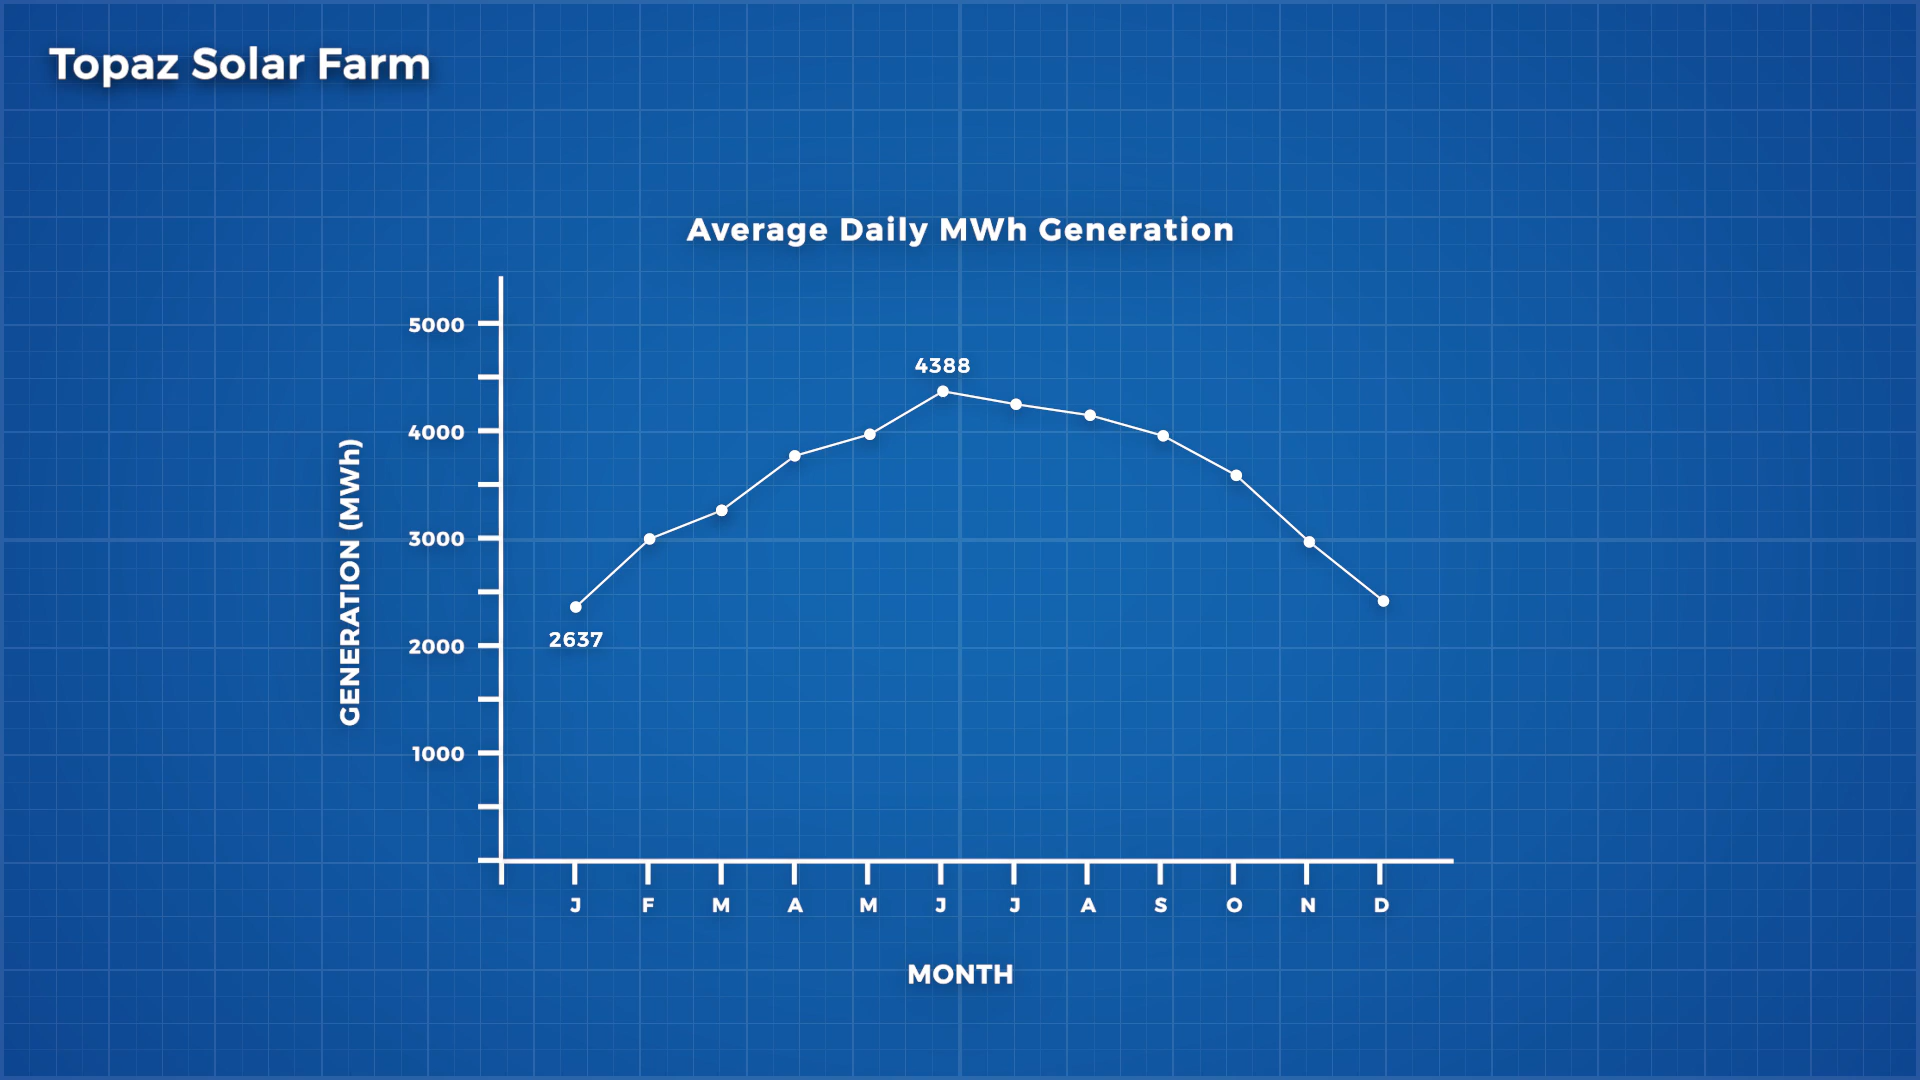 Topaz Solar Farm
Average Daily MWh Generation
GENERATION (MWh)
5000
4000
3000
2000
1000
4388
2637
J F M A M J J A S O N D
MONTH